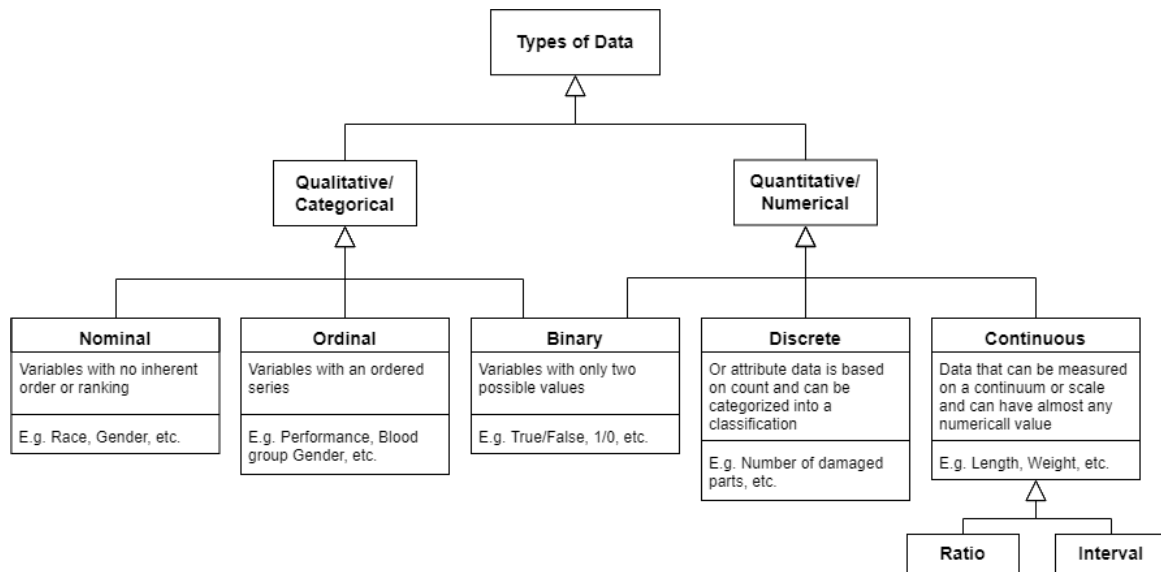 Types of Data
Qualitative/
Categorical
Quantitative/
Numerical
Nominal
Variables with no inherent
order or ranking
E.g. Race, Gender, etc.
Ordinal
Variables with an ordered
series
E.g. Performance, Blood
group Gender, etc.
Binary
Variables with only two
possible values
E.g. True/False, 1/0, etc.
Discrete
Or attribute data is based
on count and can be
categorized into a
classification
E.g. Number of damaged
parts, etc.
Continuous
Data that can be measured
on a continuum or scale
and can have almost any
numericall value
E.g. Length, Weight, etc.
Ratio
Interval